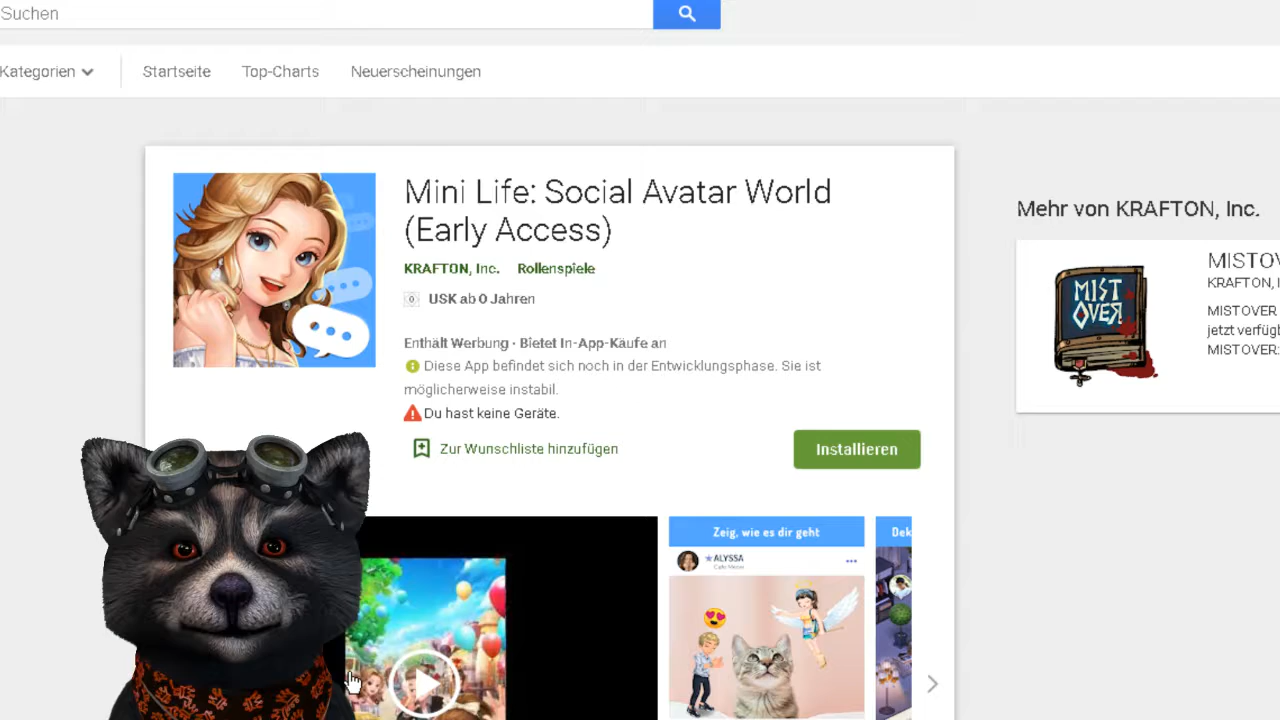 Suchen
Kategorien
Startseite
Top-Charts
Neuerscheinungen
Mini Life: Social Avatar World
(Early Access)
KRAFTON, Inc. Rollenspiele
0 USK ab 0 Jahren
Enthält Werbung · Bietet In-App-Käufe an
Diese App befindet sich noch in der Entwicklungsphase. Sie ist
möglicherweise instabil.
Du hast keine Geräte.
Zur Wunschliste hinzufügen
Installieren
Mehr von KRAFTON, Inc.
MIST
OVER
MISTOV
KRAFTON, I
MISTOVER
jetzt verfügb
MISTOVER:
Zeig, wie es dir geht
ALYSSA
Dek